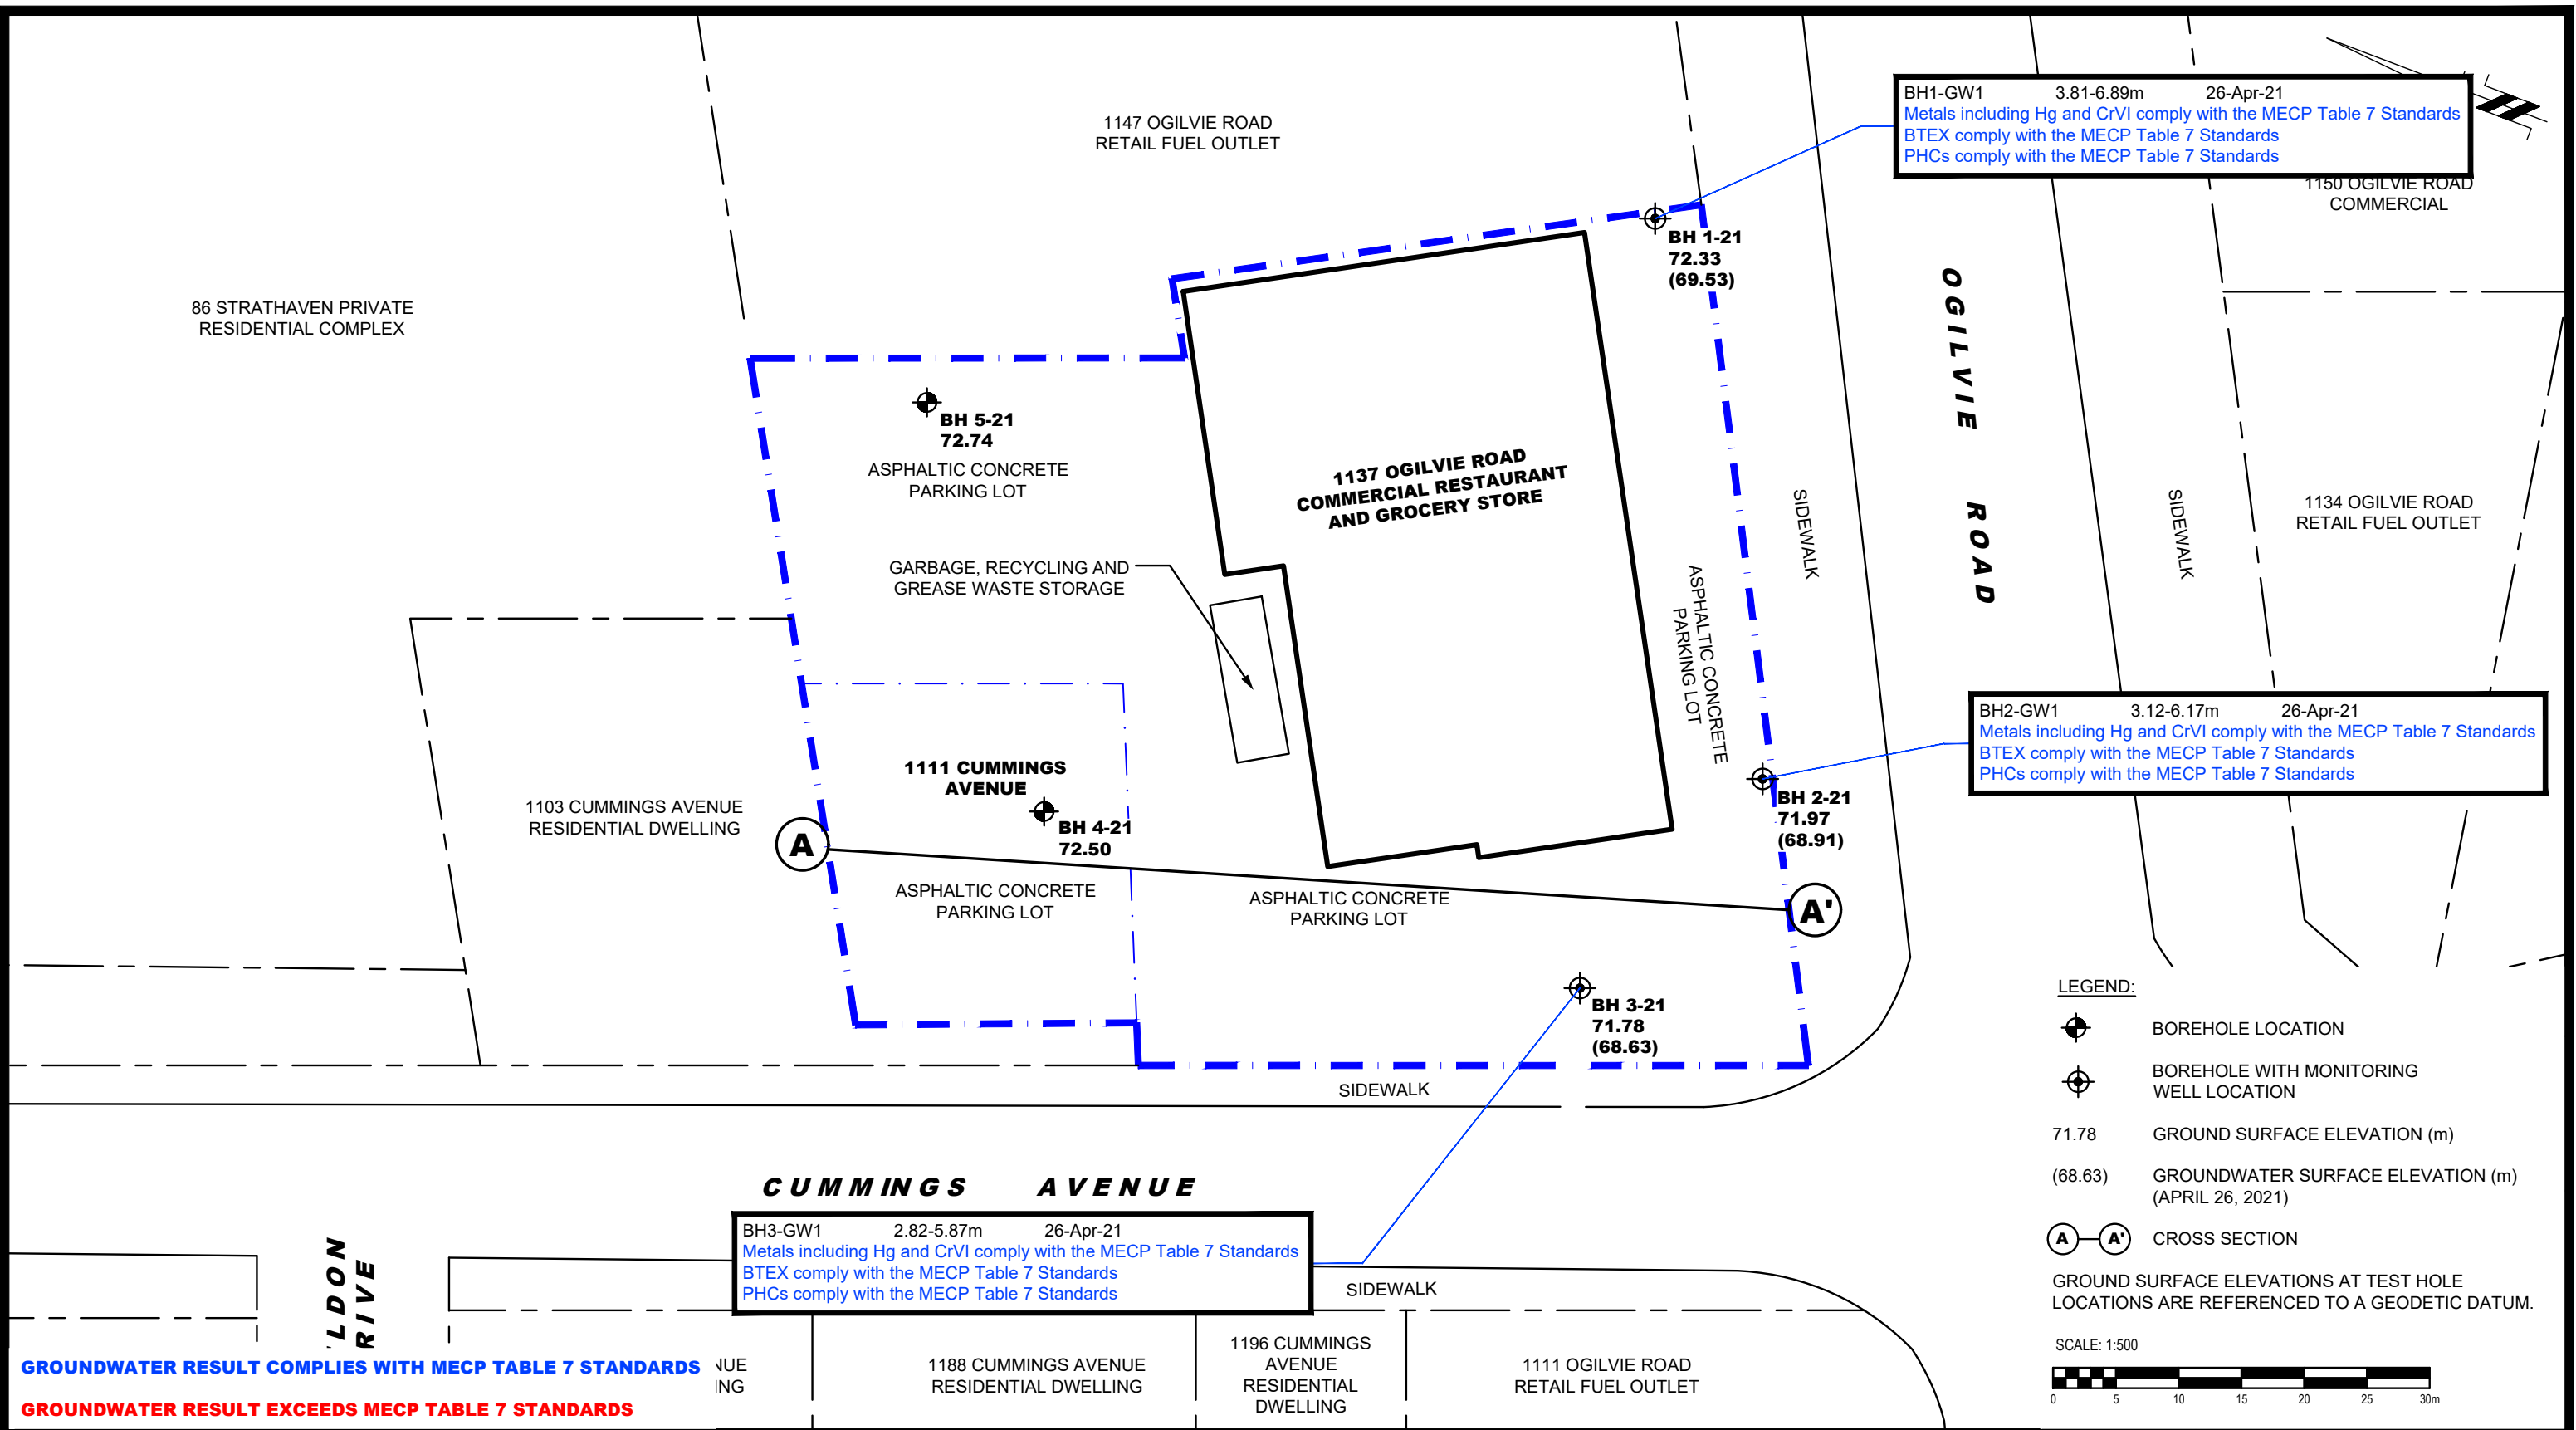 BH1-GW1 3.81-6.89m 26-Apr-21
Metals including Hg and CrVI comply with the MECP Table 7 Standards
BTEX comply with the MECP Table 7 Standards
PHCs comply with the MECP Table 7 Standards
1147 OGILVIE ROAD
RETAIL FUEL OUTLET
1150 OGILVIE ROAD
COMMERCIAL
BH 1-21
72.33
(69.53)
86 STRATHAVEN PRIVATE
RESIDENTIAL COMPLEX
OGILVIE ROAD
BH 5-21
72.74
ASPHALTIC CONCRETE
PARKING LOT
1137 OGILVIE ROAD
COMMERCIAL RESTAURANT
AND GROCERY STORE
SIDEWALK
SIDEWALK
1134 OGILVIE ROAD
RETAIL FUEL OUTLET
GARBAGE, RECYCLING AND
GREASE WASTE STORAGE
ASPHALTIC CONCRETE
PARKING LOT
BH2-GW1 3.12-6.17m 26-Apr-21
Metals including Hg and CrVI comply with the MECP Table 7 Standards
BTEX comply with the MECP Table 7 Standards
PHCs comply with the MECP Table 7 Standards
1111 CUMMINGS
AVENUE
1103 CUMMINGS AVENUE
RESIDENTIAL DWELLING
BH 4-21
72.50
BH 2-21
71.97
(68.91)
A
A'
ASPHALTIC CONCRETE
PARKING LOT
ASPHALTIC CONCRETE
PARKING LOT
BH 3-21
71.78
(68.63)
SIDEWALK
CUMMINGS AVENUE
BH3-GW1 2.82-5.87m 26-Apr-21
Metals including Hg and CrVI comply with the MECP Table 7 Standards
BTEX comply with the MECP Table 7 Standards
PHCs comply with the MECP Table 7 Standards
SIDEWALK
LDON
RIVE
NUE
NG
1188 CUMMINGS AVENUE
RESIDENTIAL DWELLING
1196 CUMMINGS
AVENUE
RESIDENTIAL
DWELLING
1111 OGILVIE ROAD
RETAIL FUEL OUTLET
GROUNDWATER RESULT COMPLIES WITH MECP TABLE 7 STANDARDS
GROUNDWATER RESULT EXCEEDS MECP TABLE 7 STANDARDS
LEGEND:
BOREHOLE LOCATION
BOREHOLE WITH MONITORING
WELL LOCATION
71.78 GROUND SURFACE ELEVATION (m)
(68.63) GROUNDWATER SURFACE ELEVATION (m)
(APRIL 26, 2021)
A A' CROSS SECTION
GROUND SURFACE ELEVATIONS AT TEST HOLE
LOCATIONS ARE REFERENCED TO A GEODETIC DATUM.
SCALE: 1:500
0 5 10 15 20 25 30m